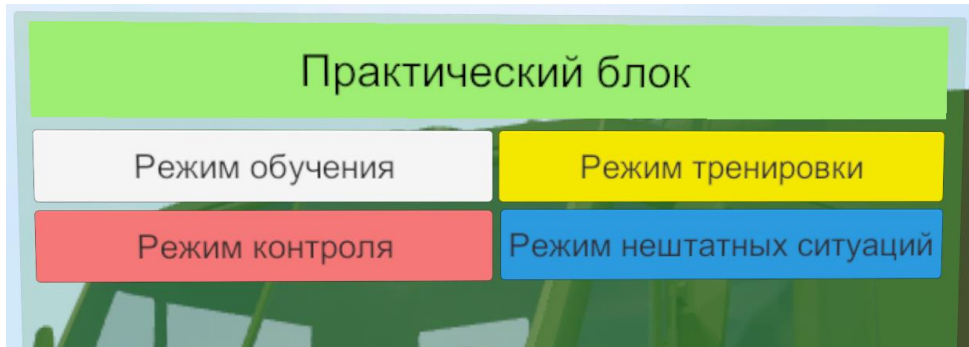 Практический блок
Режим обучения
Режим тренировки
Режим контроля
Режим нештатных ситуаций